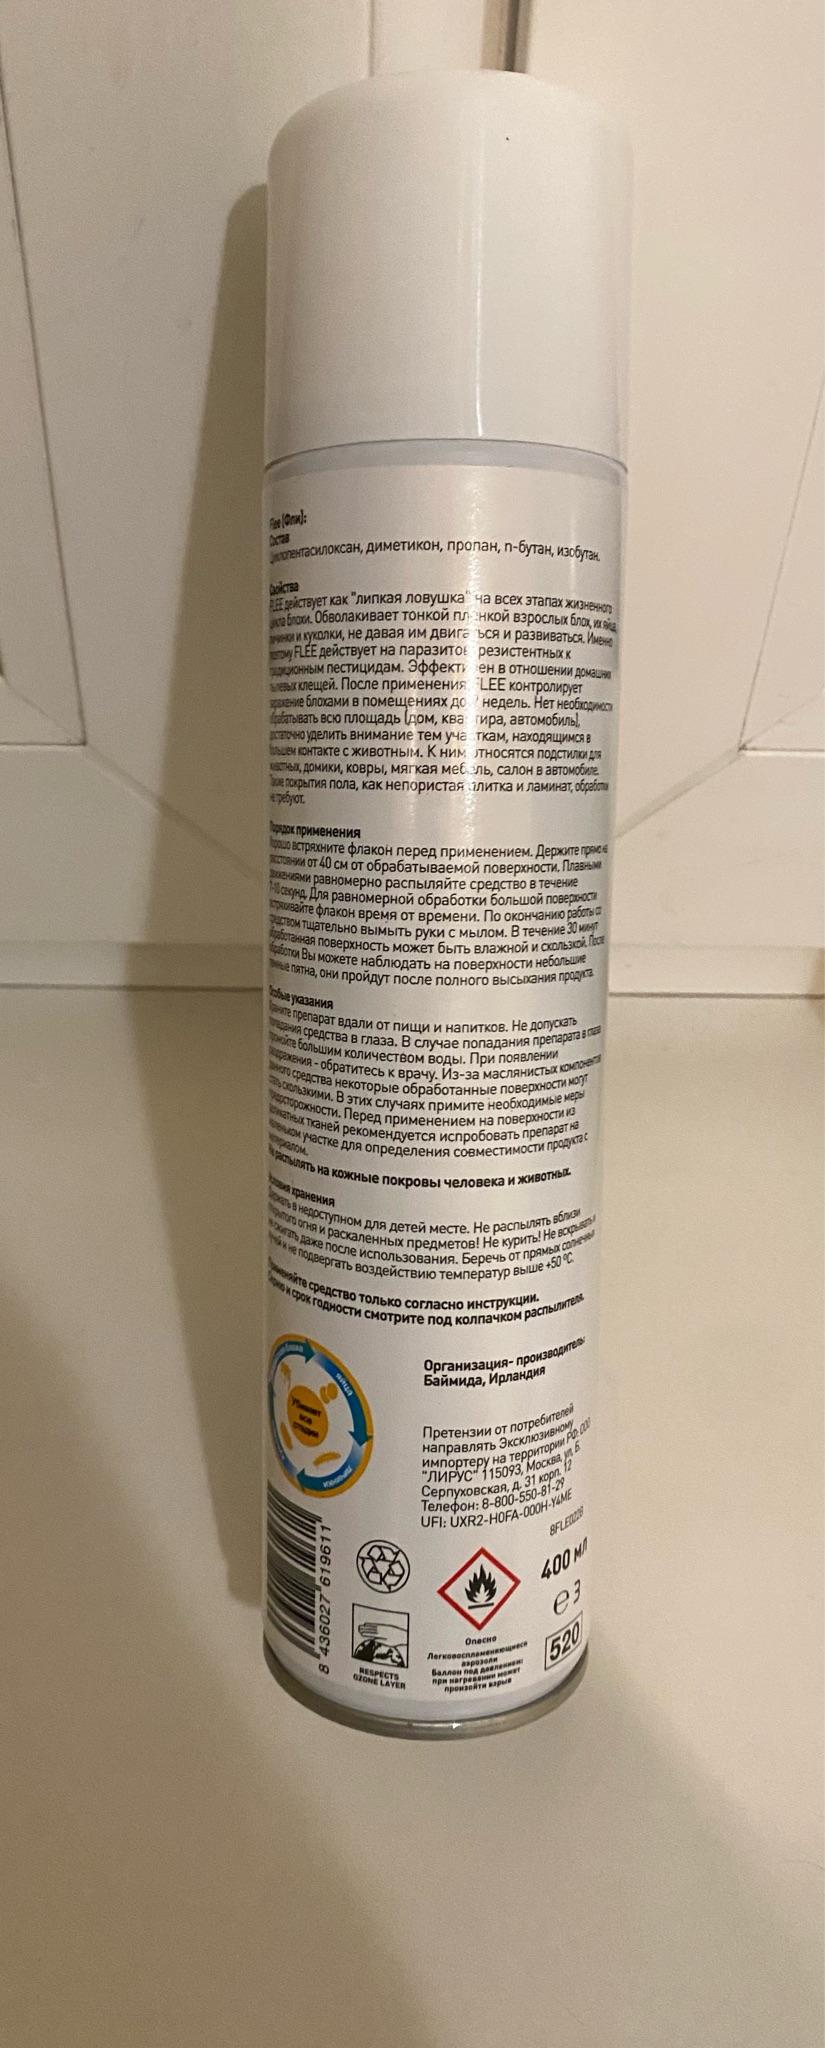 Flee (Фли):
Состав
Циклопентасилоксан, диметикон, пропан, n-бутан, изобутан.
Свойства
FLEE действует как "липкая ловушка" на всех этапах жизненного
цикла блохи. Обволакивает тонкой пленкой взрослых блох, их яйца,
личинки и куколки, не давая им двигаться и развиваться. Именно
поэтому FLEE действует на паразитов резистентных к
традиционным пестицидам. Эффективен в отношении домашних
пылевых клещей. После применения FLEE контролирует
заражение блохами в помещениях до недель. Нет необходимости
обрабатывать всю площадь (дом, квартира, автомобиль),
достаточно уделить внимание тем участкам, находящимся в
большем контакте с животным. К ним относятся подстилки для
животных, домики, ковры, мягкая мебель, салон в автомобиле.
Такие покрытия пола, как непористая плитка и ламинат, обработки
не требуют.
Порядок применения
Хорошо встряхните флакон перед применением. Держите прямо на
расстоянии от 40 см от обрабатываемой поверхности. Плавными
движениями равномерно распыляйте средство в течение
7-10 секунд. Для равномерной обработки большой поверхности
встряхивайте флакон время от времени. По окончанию работы со
средством тщательно вымыть руки с мылом. В течение 30 минут
обработанная поверхность может быть влажной и скользкой. После
обработки Вы можете наблюдать на поверхности небольшие
темные пятна, они пройдут после полного высыхания продукта.
Особые указания
Храните препарат вдали от пищи и напитков. Не допускать
попадания средства в глаза. В случае попадания препарата в глаза
промойте большим количеством воды. При появлении
раздражения - обратитесь к врачу. Из-за маслянистых компонентов
данного средства некоторые обработанные поверхности могут
стать скользкими. В этих случаях примите необходимые меры
предосторожности. Перед применением на поверхности из
деликатных тканей рекомендуется испробовать препарат на
маленьком участке для определения совместимости продукта с
материалом.
Не распылять на кожные покровы человека и животных.
Условия хранения
Держать в недоступном для детей месте. Не распылять вблизи
открытого огня и раскаленных предметов! Не курить! Не вскрывать и
не сжигать даже после использования. Беречь от прямых солнечных
лучей и не подвергать воздействию температур выше +50 ºC.
Применяйте средство только согласно инструкции.
Серию и срок годности смотрите под колпачком распылителя.
яйца
Убивает
все
стадии
личинки
Организация- производитель:
Баймида, Ирландия
Претензии от потребителей
направлять Эксклюзивному
импортеру на территории РФ: ООО
"ЛИРУС" 115093, Москва, ул. Б.
Серпуховская, д. 31 корп. 12
Телефон: 8-800-550-81-29
UFI: UXR2-H0FA-000H-Y4ME
8 436027 619611
400 мл
e 3
520
RESPECTS
OZONE LAYER
Опасно
Легковоспламеняющиеся
аэрозоли
Баллон под давлением:
при нагревании может
произойти взрыв